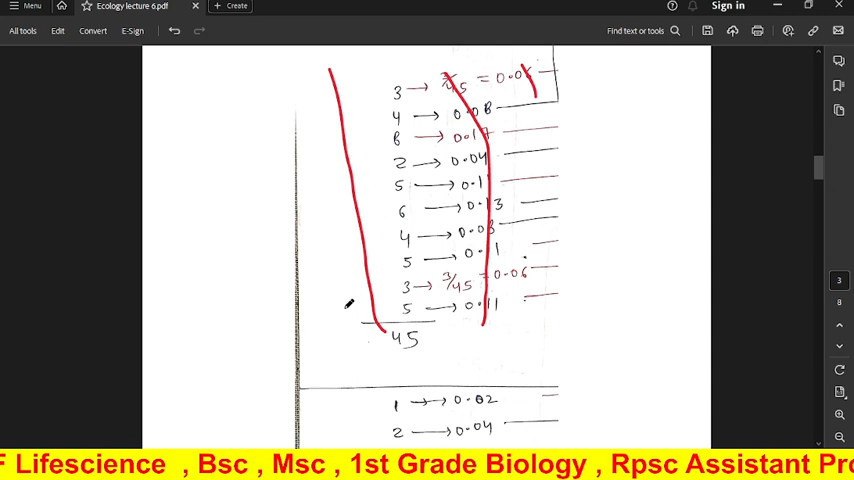 Menu
Ecology lecture 6.pdf
Create
Sign in
All tools Edit Convert E-Sign
Find text or tools
3 → 3/45 = 0.06
4 → 0.08
8 → 0.17
2 → 0.04
5 → 0.11
6 → 0.13
4 → 0.08
5 → 0.1
3 → 3/45 = 0.06
5 → 0.11
45
3
8
1 → 0.02
2 → 0.04
F Lifescience , Bsc , Msc , 1st Grade Biology , Rpsc Assistant Pro